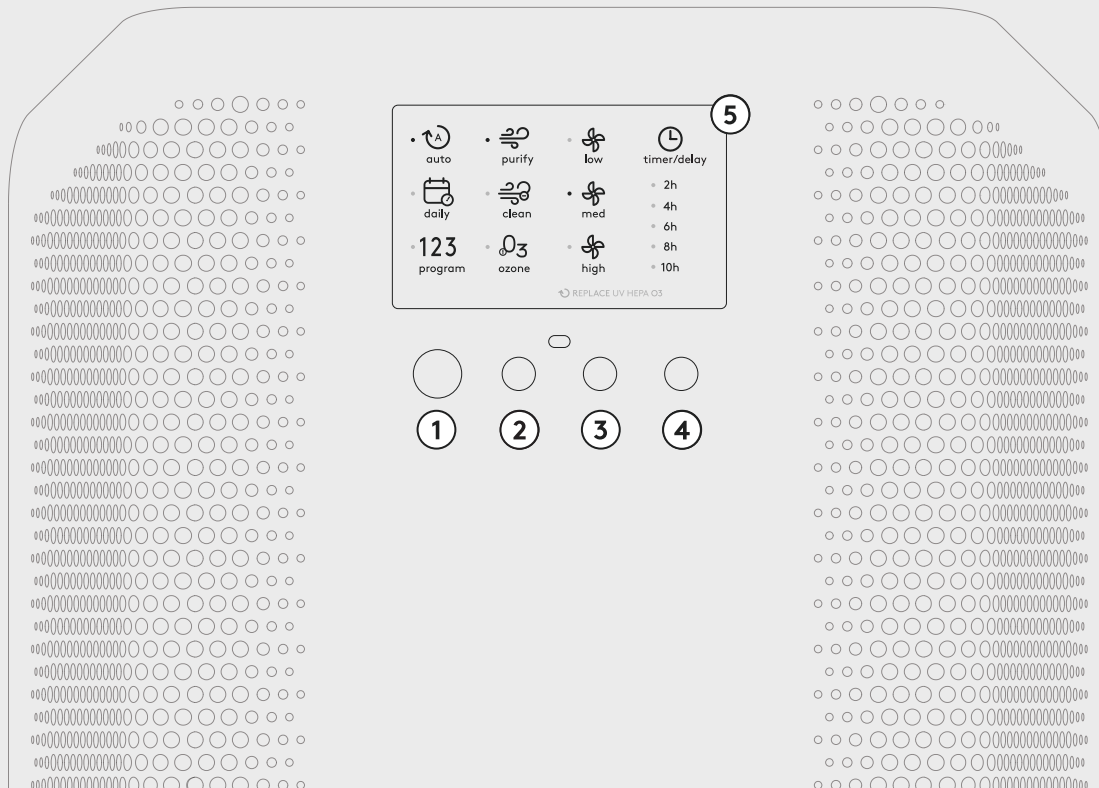 5
auto purify low timer/delay
2h
daily clean med 4h
6h
123 O3 8h
program ozone high 10h
REPLACE UV HEPA O3
1 2 3 4